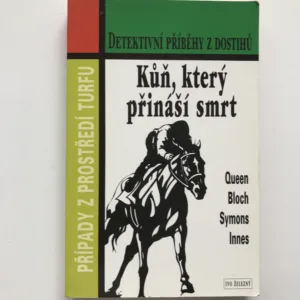 DETEKTIVNÍ PŘÍBĚHY Z DOSTIHŮ
Kůň, který
přináší smrt
PŘÍPADY Z PROSTŘEDÍ TURFU
Queen
Bloch
Symons
Innes
IVO ŽELEZNÝ